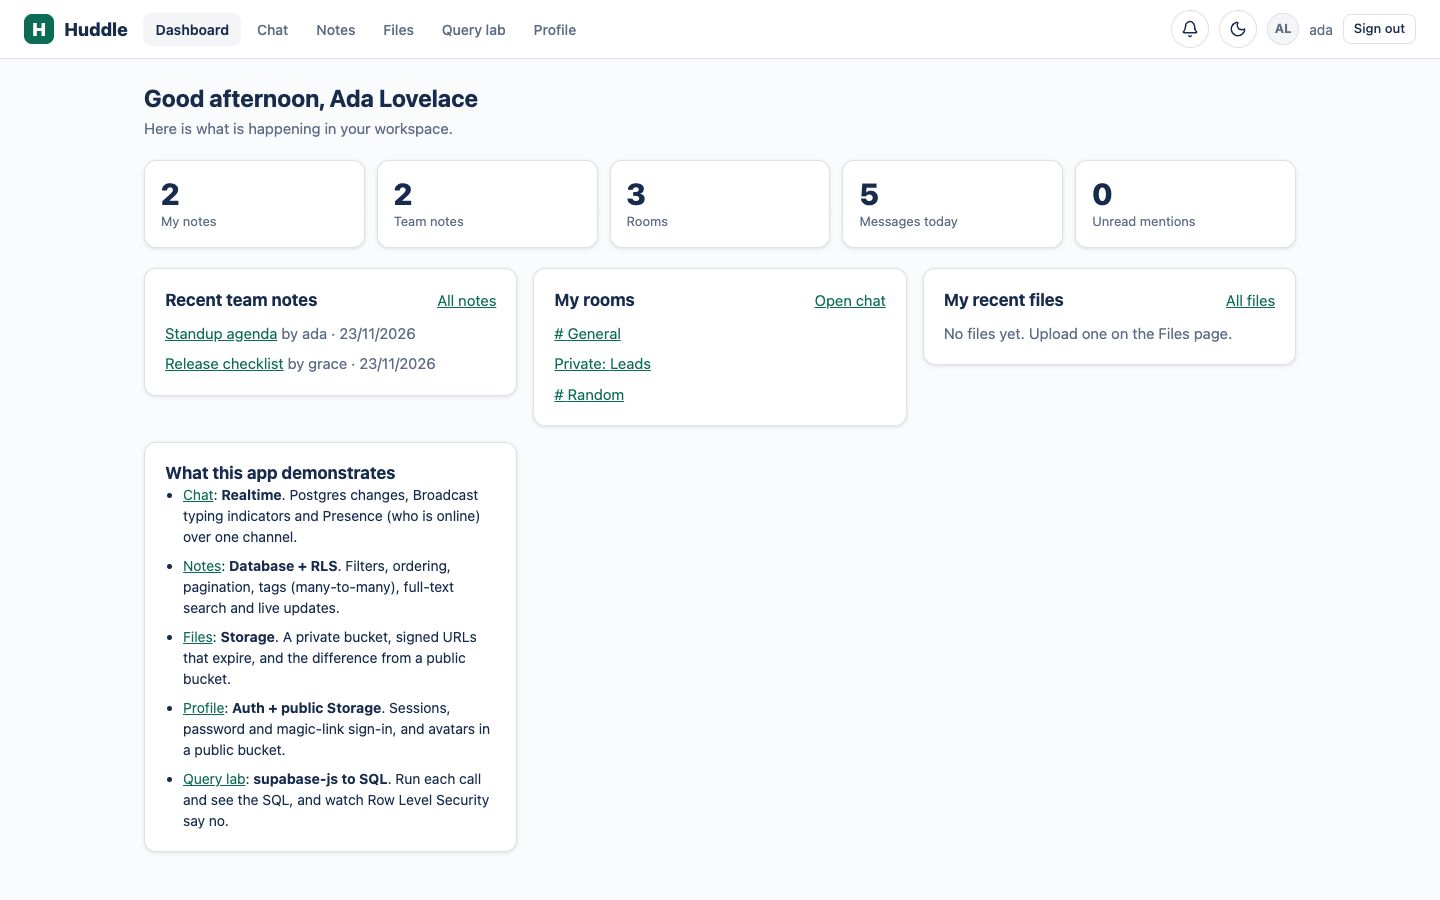 H Huddle Dashboard Chat Notes Files Query lab Profile AL ada Sign out
Good afternoon, Ada Lovelace
Here is what is happening in your workspace.
2
My notes
2
Team notes
3
Rooms
5
Messages today
0
Unread mentions
Recent team notes All notes
Standup agenda by ada · 23/11/2026
Release checklist by grace · 23/11/2026
My rooms Open chat
# General
Private: Leads
# Random
My recent files All files
No files yet. Upload one on the Files page.
What this app demonstrates
• Chat: Realtime. Postgres changes, Broadcast
typing indicators and Presence (who is online)
over one channel.
• Notes: Database + RLS. Filters, ordering,
pagination, tags (many-to-many), full-text
search and live updates.
• Files: Storage. A private bucket, signed URLs
that expire, and the difference from a public
bucket.
• Profile: Auth + public Storage. Sessions,
password and magic-link sign-in, and avatars in
a public bucket.
• Query lab: supabase-js to SQL. Run each call
and see the SQL, and watch Row Level Security
say no.